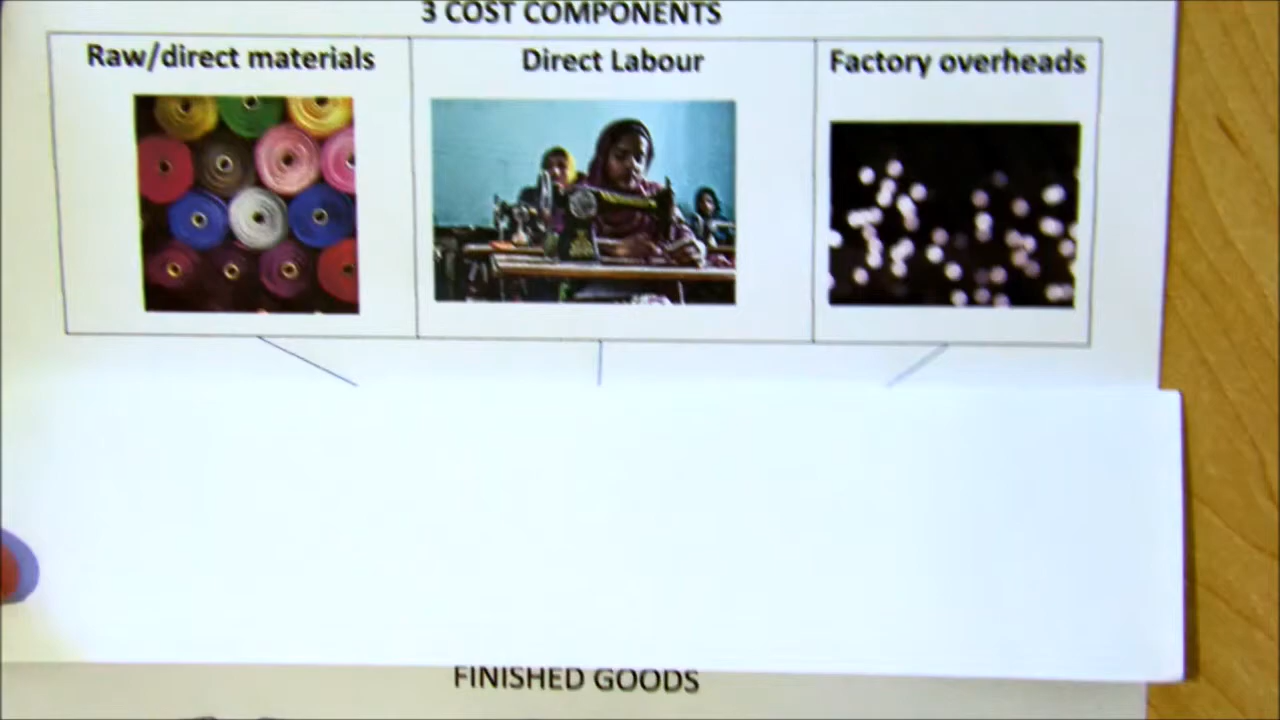 3 COST COMPONENTS
Raw/direct materials
Direct Labour
Factory overheads
FINISHED GOODS